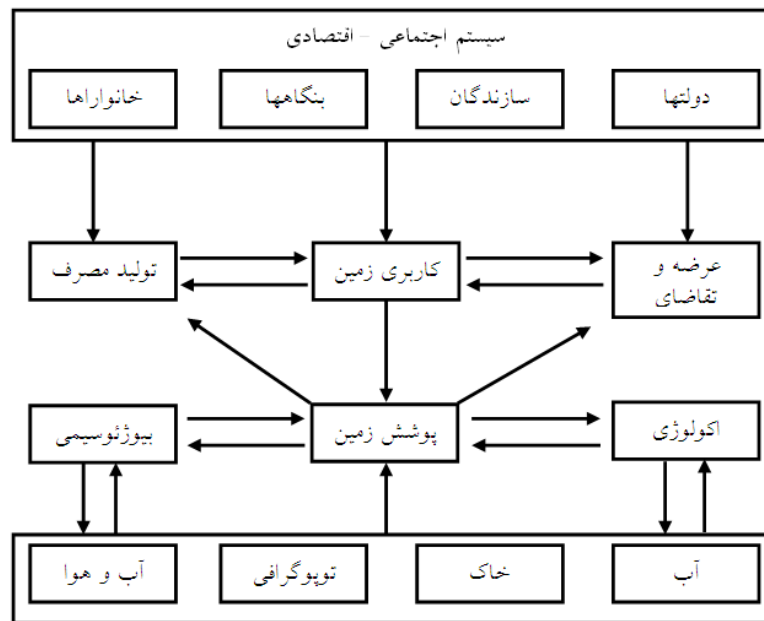 سیستم اجتماعی – اقتصادی
دولتها
سازندگان
بنگاهها
خانواراها
عرضه و
تقاضای
کاربری زمین
تولید مصرف
اکولوژی
پوشش زمین
بیوژئوسیمی
آب
خاک
توپوگرافی
آب و هوا